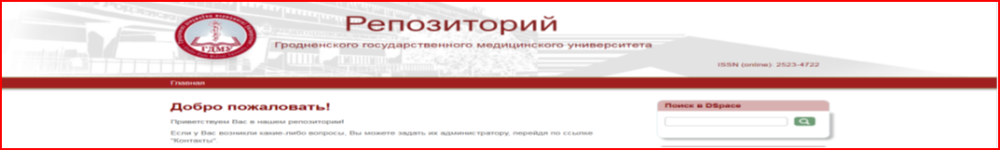 Репозиторий
Гродненского государственного медицинского университета
ГДМУ
ISSN (online): 2523-4722
Главная
Добро пожаловать!
Приветствуем Вас в нашем репозитории!
Если у Вас возникли какие-либо вопросы, Вы можете задать их администратору, перейдя по ссылке
"Контакты".
Поиск в DSpace